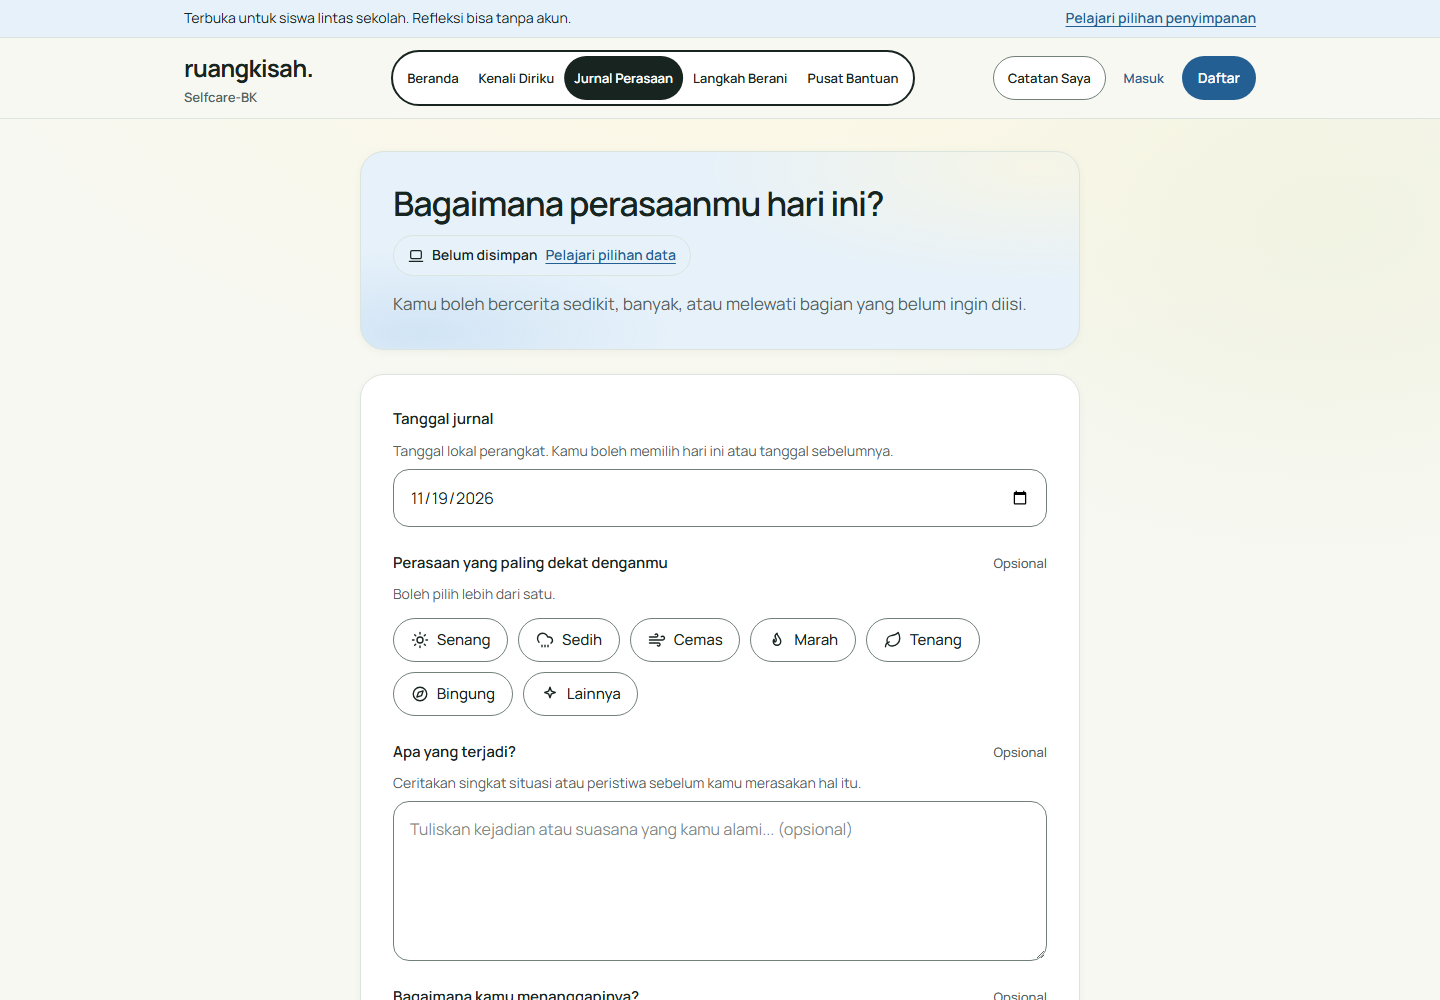 Terbuka untuk siswa lintas sekolah. Refleksi bisa tanpa akun.
Pelajari pilihan penyimpanan
ruangkisah.
Selfcare-BK
Beranda
Kenali Diriku
Jurnal Perasaan
Langkah Berani
Pusat Bantuan
Catatan Saya
Masuk
Daftar
Bagaimana perasaanmu hari ini?
Belum disimpan Pelajari pilihan data
Kamu boleh bercerita sedikit, banyak, atau melewati bagian yang belum ingin diisi.
Tanggal jurnal
Tanggal lokal perangkat. Kamu boleh memilih hari ini atau tanggal sebelumnya.
11/19/2026
Perasaan yang paling dekat denganmu
Opsional
Boleh pilih lebih dari satu.
Senang
Sedih
Cemas
Marah
Tenang
Bingung
Lainnya
Apa yang terjadi?
Opsional
Ceritakan singkat situasi atau peristiwa sebelum kamu merasakan hal itu.
Tuliskan kejadian atau suasana yang kamu alami... (opsional)
Bagaimana kamu menanggapinya?
Opsional